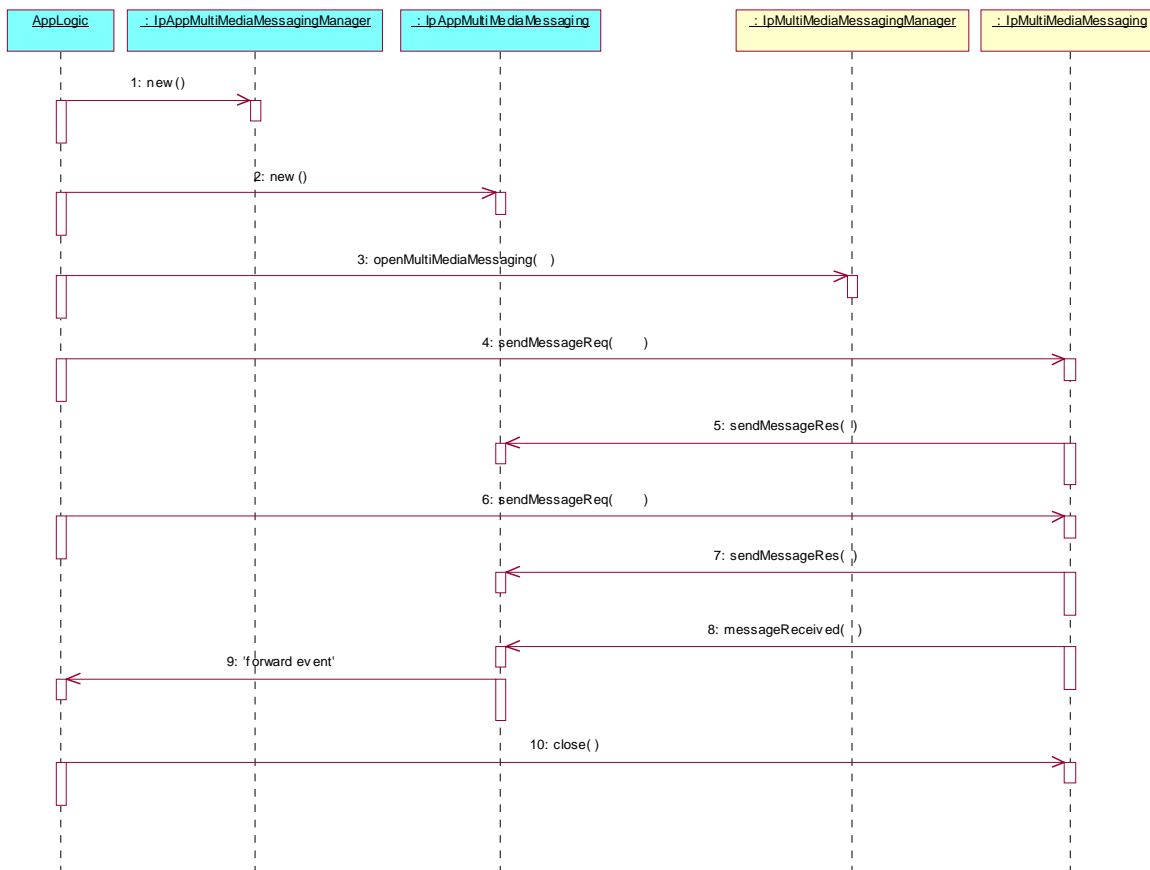 AppLogic
: IpAppMultiMediaMessagingManager
: IpAppMultiMediaMessaging
: IpMultiMediaMessagingManager
: IpMultiMediaMessaging
1: new()
2: new()
3: openMultiMediaMessaging( )
4: sendMessageReq( )
5: sendMessageRes( )
6: sendMessageReq( )
7: sendMessageRes( )
8: messageReceived( )
9: 'forward event'
10: close()